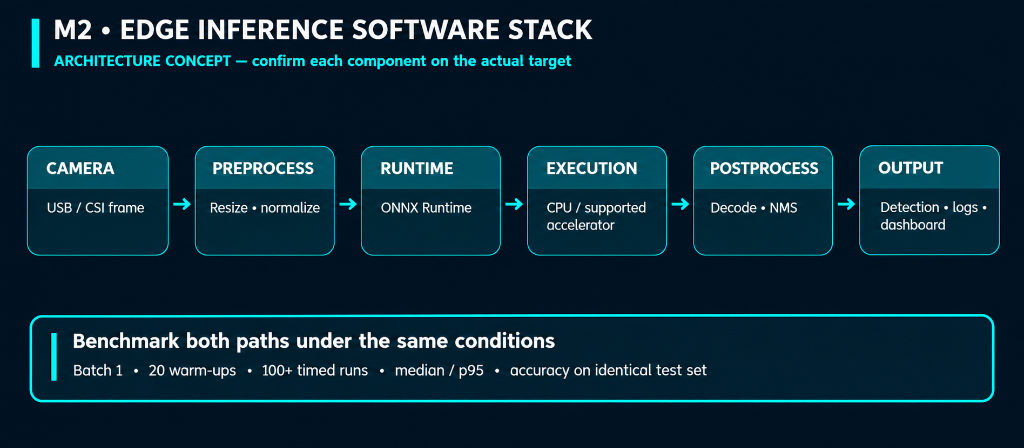 M2 • EDGE INFERENCE SOFTWARE STACK
ARCHITECTURE CONCEPT — confirm each component on the actual target
CAMERA
USB / CSI frame
PREPROCESS
Resize • normalize
RUNTIME
ONNX Runtime
EXECUTION
CPU / supported
accelerator
POSTPROCESS
Decode • NMS
OUTPUT
Detection • logs •
dashboard
Benchmark both paths under the same conditions
Batch 1 • 20 warm-ups • 100+ timed runs • median / p95 • accuracy on identical test set